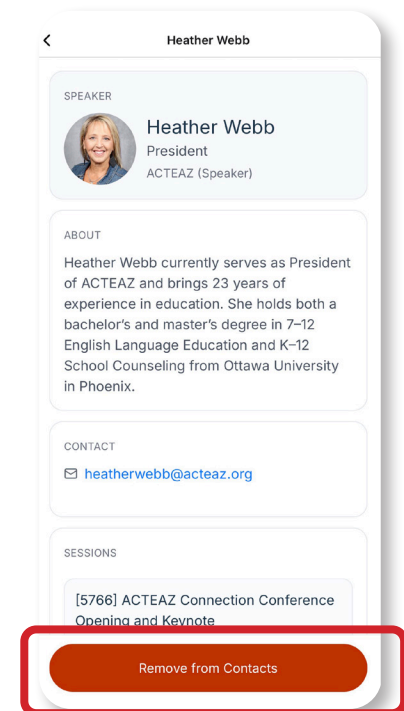 Heather Webb
SPEAKER
Heather Webb
President
ACTEAZ (Speaker)
ABOUT
Heather Webb currently serves as President
of ACTEAZ and brings 23 years of
experience in education. She holds both a
bachelor's and master's degree in 7–12
English Language Education and K–12
School Counseling from Ottawa University
in Phoenix.
CONTACT
heatherwebb@acteaz.org
SESSIONS
[5766] ACTEAZ Connection Conference
Opening and Keynote
Remove from Contacts